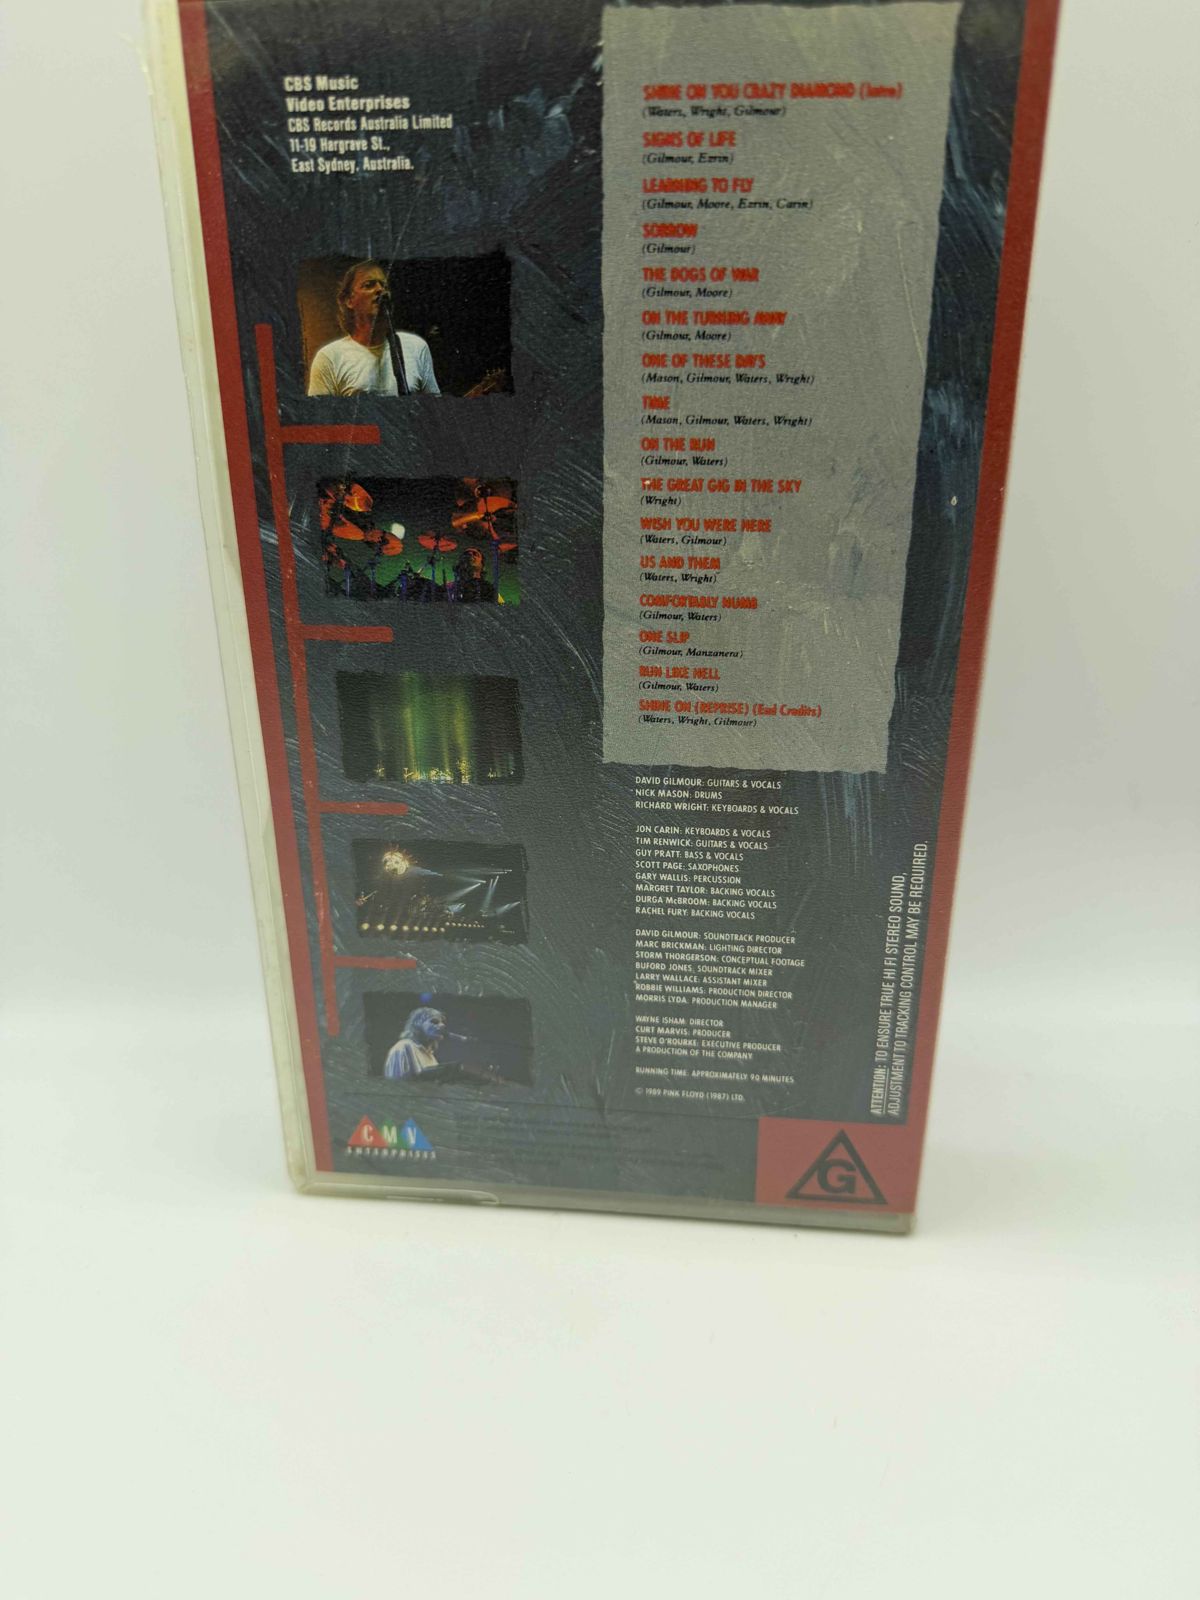 CBS Music
Video Enterprises
CBS Records Australia Limited
11-19 Hargrave St.,
East Sydney, Australia.
SHINE ON YOU CRAZY DIAMOND (Intro)
(Waters, Wright, Gilmour)
SIGNS OF LIFE
(Gilmour, Ezrin)
LEARNING TO FLY
(Gilmour, Moore, Ezrin, Carin)
SORROW
(Gilmour)
THE DOGS OF WAR
(Gilmour, Moore)
ON THE TURNING AWAY
(Gilmour, Moore)
ONE OF THESE DAYS
(Mason, Gilmour, Waters, Wright)
TIME
(Mason, Gilmour, Waters, Wright)
ON THE RUN
(Gilmour, Waters)
THE GREAT GIG IN THE SKY
(Wright)
WISH YOU WERE HERE
(Waters, Gilmour)
US AND THEM
(Waters, Wright)
COMFORTABLY NUMB
(Gilmour, Waters)
ONE SLIP
(Gilmour, Manzanera)
RUN LIKE HELL
(Gilmour, Waters)
SHINE ON (REPRISE) (End Credits)
(Waters, Wright, Gilmour)
DAVID GILMOUR: GUITARS & VOCALS
NICK MASON: DRUMS
RICHARD WRIGHT: KEYBOARDS & VOCALS
JON CARIN: KEYBOARDS & VOCALS
TIM RENWICK: GUITARS & VOCALS
GUY PRATT: BASS & VOCALS
SCOTT PAGE: SAXOPHONES
GARY WALLIS: PERCUSSION
MARGRET TAYLOR: BACKING VOCALS
DURGA McBROOM: BACKING VOCALS
RACHEL FURY: BACKING VOCALS
DAVID GILMOUR: SOUNDTRACK PRODUCER
MARC BRICKMAN: LIGHTING DIRECTOR
STORM THORGERSON: CONCEPTUAL FOOTAGE
BUFORD JONES: SOUNDTRACK MIXER
LARRY WALLACE: ASSISTANT MIXER
ROBBIE WILLIAMS: PRODUCTION DIRECTOR
MORRIS LYDA: PRODUCTION MANAGER
WAYNE ISHAM: DIRECTOR
CURT MARVIS: PRODUCER
STEVE O'ROURKE: EXECUTIVE PRODUCER
A PRODUCTION OF THE COMPANY
RUNNING TIME: APPROXIMATELY 90 MINUTES
© 1989 PINK FLOYD (1987) LTD.
ATTENTION: TO ENSURE TRUE HI FI STEREO SOUND,
ADJUSTMENT TO TRACKING CONTROL MAY BE REQUIRED.
CMV
ENTERPRISES
G